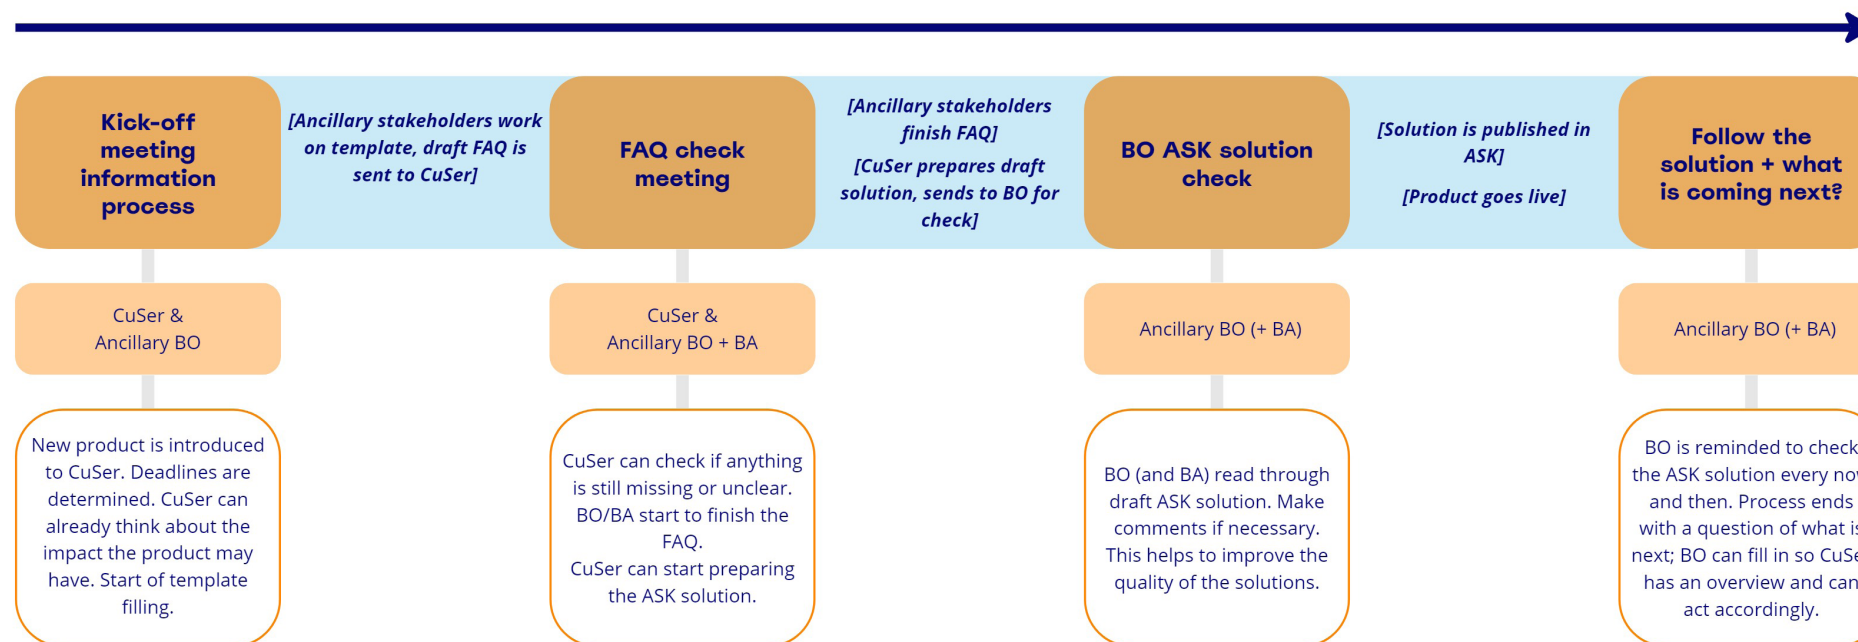 Kick-off
meeting
information
process
[Ancillary stakeholders work
on template, draft FAQ is
sent to CuSer]
FAQ check
meeting
[Ancillary stakeholders
finish FAQ]
[CuSer prepares draft
solution, sends to BO for
check]
BO ASK solution
check
[Solution is published in
ASK]
[Product goes live]
Follow the
solution + what
is coming next?
CuSer &
Ancillary BO
CuSer &
Ancillary BO + BA
Ancillary BO (+ BA)
Ancillary BO (+ BA)
New product is introduced
to CuSer. Deadlines are
determined. CuSer can
already think about the
impact the product may
have. Start of template
filling.
CuSer can check if anything
is still missing or unclear.
BO/BA start to finish the
FAQ.
CuSer can start preparing
the ASK solution.
BO (and BA) read through
draft ASK solution. Make
comments if necessary.
This helps to improve the
quality of the solutions.
BO is reminded to check
the ASK solution every now
and then. Process ends
with a question of what is
next; BO can fill in so CuSer
has an overview and can
act accordingly.